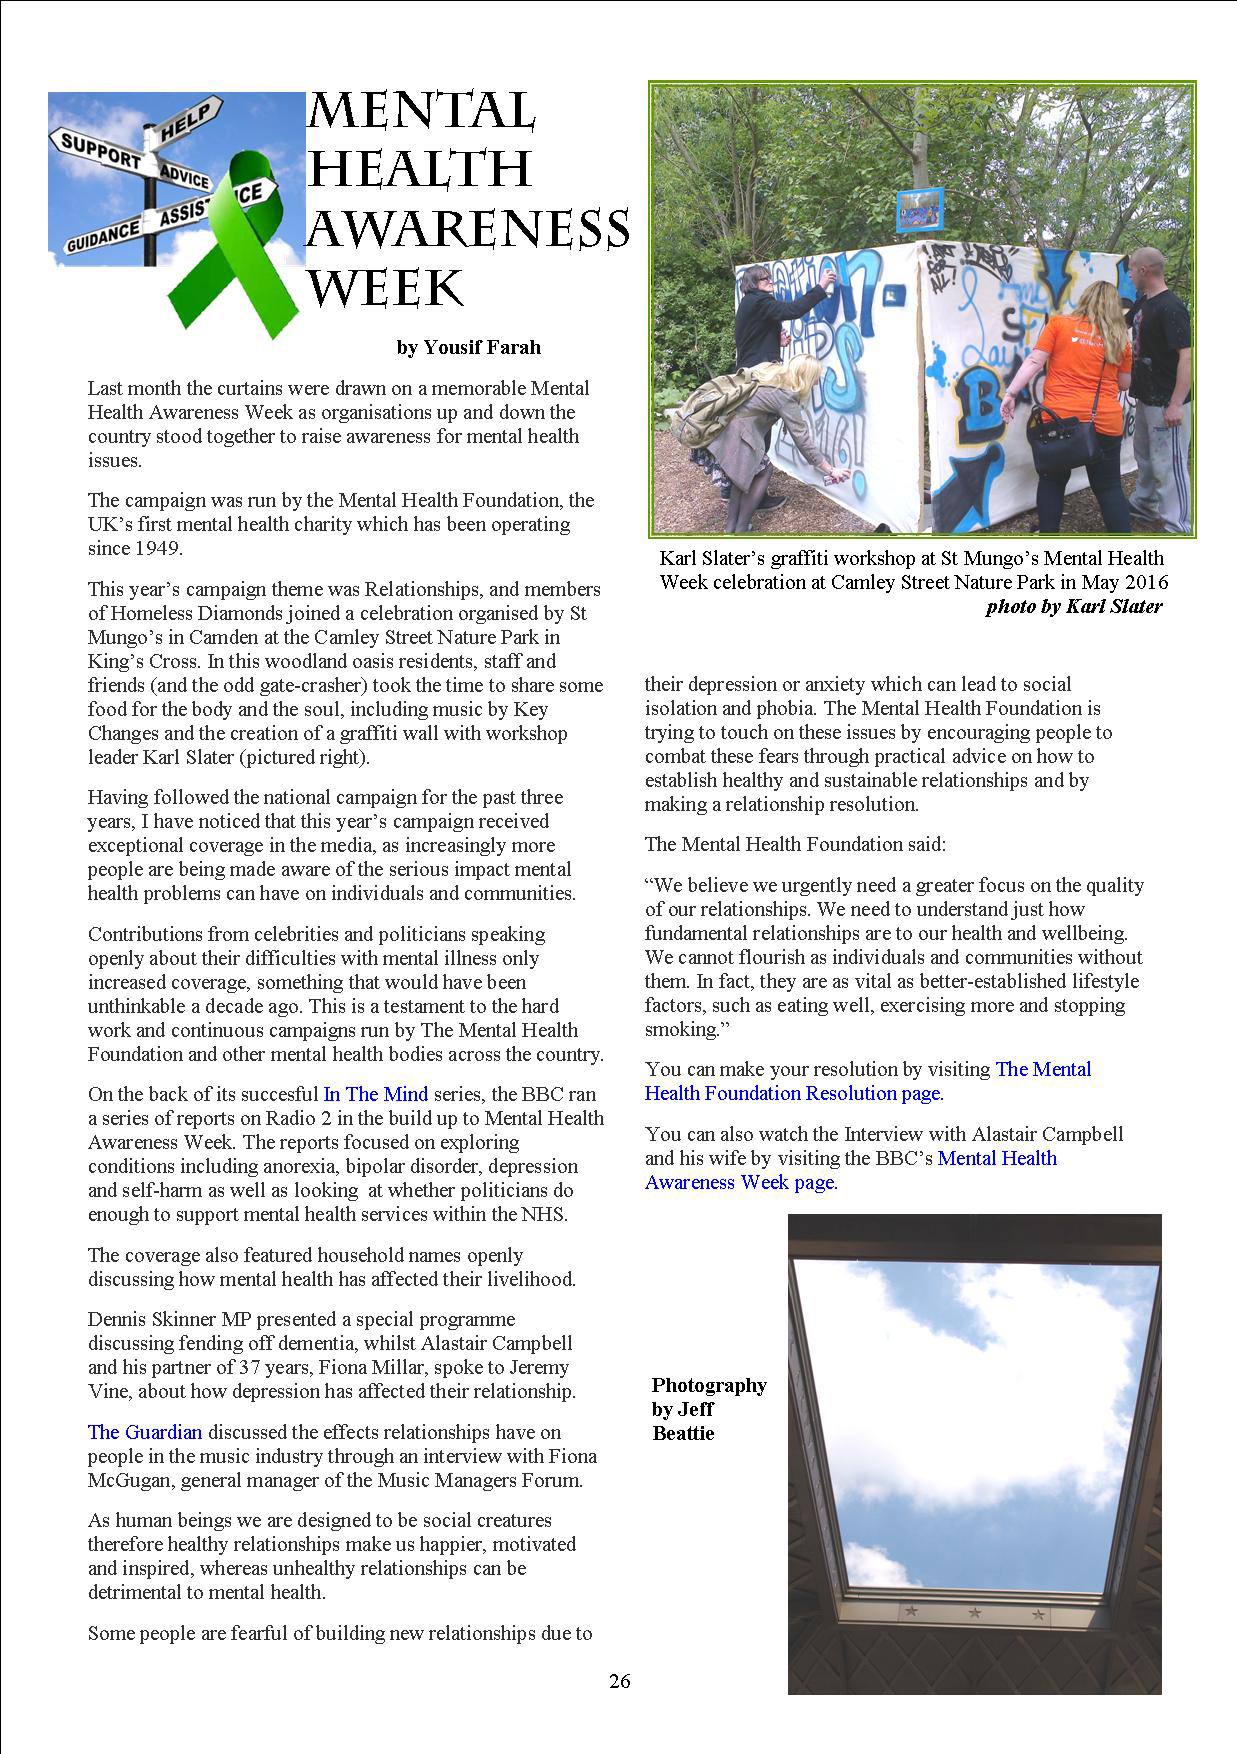 HELP
SUPPORT
ADVICE
ASSIST
ICE
GUIDANCE
MENTAL
HEALTH
AWARENESS
WEEK
by Yousif Farah
Last month the curtains were drawn on a memorable Mental
Health Awareness Week as organisations up and down the
country stood together to raise awareness for mental health
issues.
The campaign was run by the Mental Health Foundation, the
UK’s first mental health charity which has been operating
since 1949.
This year’s campaign theme was Relationships, and members
of Homeless Diamonds joined a celebration organised by St
Mungo’s in Camden at the Camley Street Nature Park in
King’s Cross. In this woodland oasis residents, staff and
friends (and the odd gate-crasher) took the time to share some
food for the body and the soul, including music by Key
Changes and the creation of a graffiti wall with workshop
leader Karl Slater (pictured right).
Having followed the national campaign for the past three
years, I have noticed that this year’s campaign received
exceptional coverage in the media, as increasingly more
people are being made aware of the serious impact mental
health problems can have on individuals and communities.
Contributions from celebrities and politicians speaking
openly about their difficulties with mental illness only
increased coverage, something that would have been
unthinkable a decade ago. This is a testament to the hard
work and continuous campaigns run by The Mental Health
Foundation and other mental health bodies across the country.
On the back of its succesful In The Mind series, the BBC ran
a series of reports on Radio 2 in the build up to Mental Health
Awareness Week. The reports focused on exploring
conditions including anorexia, bipolar disorder, depression
and self-harm as well as looking  at whether politicians do
enough to support mental health services within the NHS.
The coverage also featured household names openly
discussing how mental health has affected their livelihood.
Dennis Skinner MP presented a special programme
discussing fending off dementia, whilst Alastair Campbell
and his partner of 37 years, Fiona Millar, spoke to Jeremy
Vine, about how depression has affected their relationship.
The Guardian discussed the effects relationships have on
people in the music industry through an interview with Fiona
McGugan, general manager of the Music Managers Forum.
As human beings we are designed to be social creatures
therefore healthy relationships make us happier, motivated
and inspired, whereas unhealthy relationships can be
detrimental to mental health.
Some people are fearful of building new relationships due to
Karl Slater’s graffiti workshop at St Mungo’s Mental Health
Week celebration at Camley Street Nature Park in May 2016
photo by Karl Slater
their depression or anxiety which can lead to social
isolation and phobia. The Mental Health Foundation is
trying to touch on these issues by encouraging people to
combat these fears through practical advice on how to
establish healthy and sustainable relationships and by
making a relationship resolution.
The Mental Health Foundation said:
“We believe we urgently need a greater focus on the quality
of our relationships. We need to understand just how
fundamental relationships are to our health and wellbeing.
We cannot flourish as individuals and communities without
them. In fact, they are as vital as better-established lifestyle
factors, such as eating well, exercising more and stopping
smoking.”
You can make your resolution by visiting The Mental
Health Foundation Resolution page.
You can also watch the Interview with Alastair Campbell
and his wife by visiting the BBC’s Mental Health
Awareness Week page.
Photography
by Jeff
Beattie
26